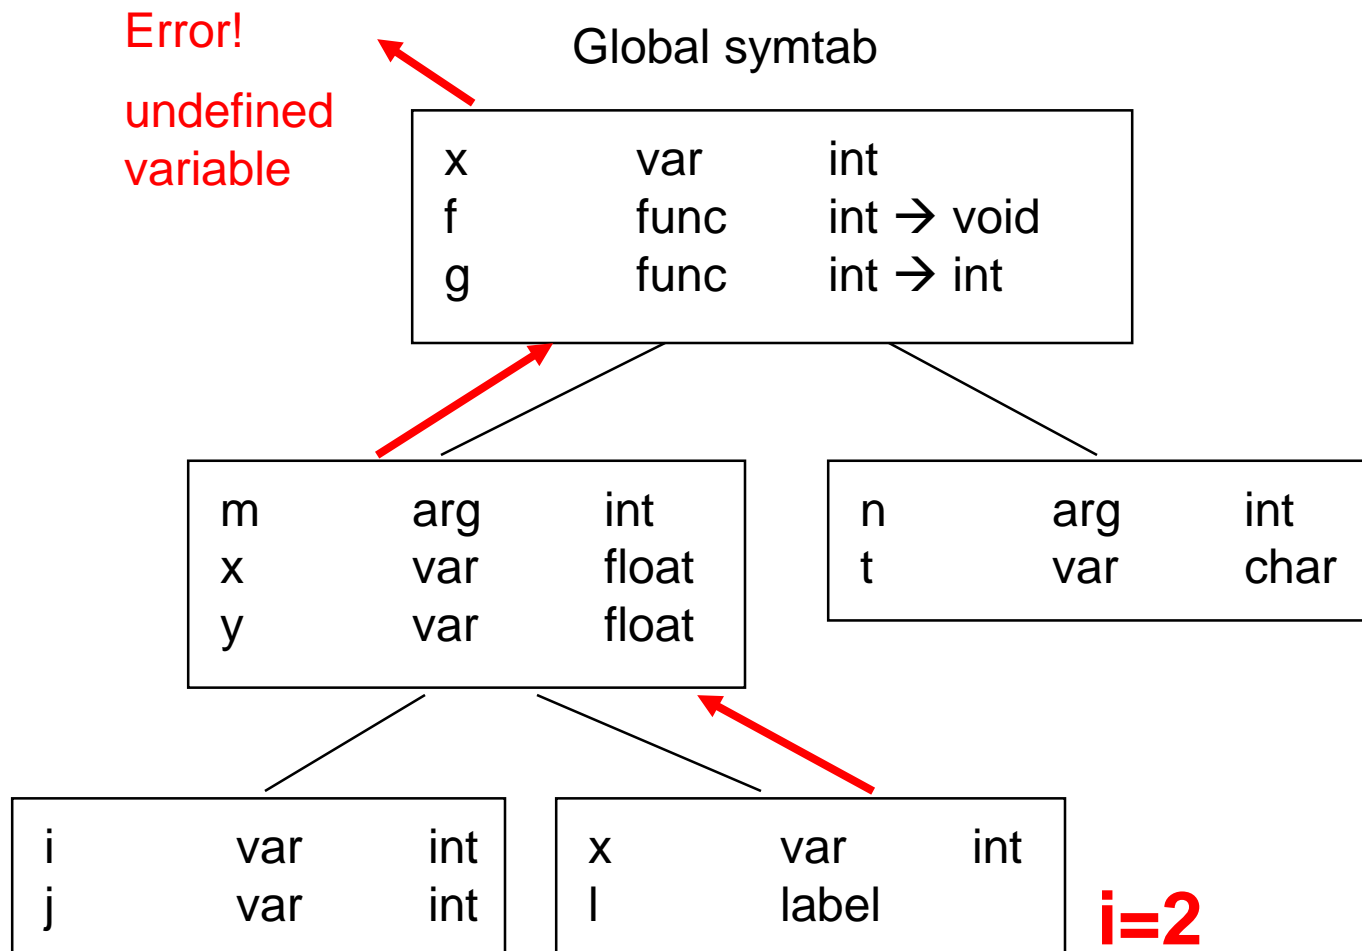 Error!
undefined
variable
Global symtab
x var int
f func int → void
g func int → int
m arg int
x var float
y var float
n arg int
t var char
i var int
j var int
x var int
l label
i=2